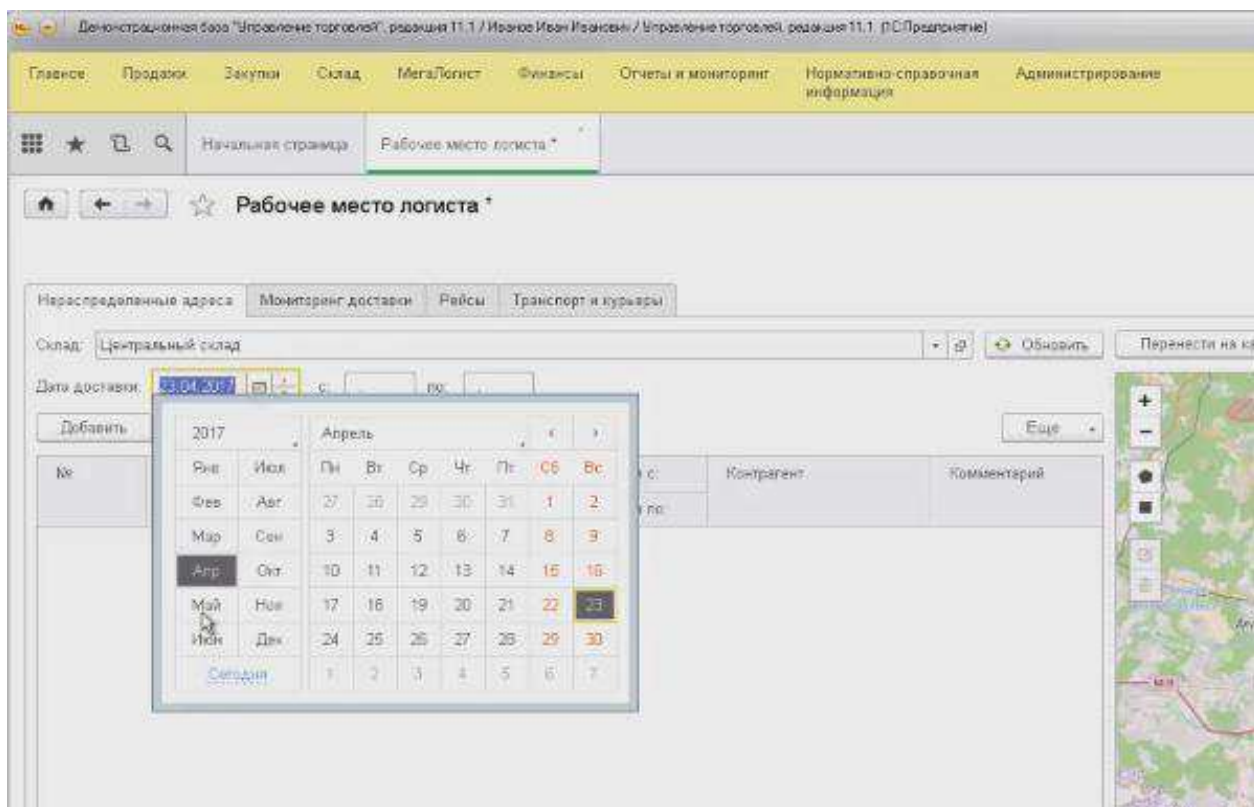 Демонстрационная база "Управление торговлей", редакция 11.1 / Иванов Иван Иванович / Управление торговлей, редакция 11.1 (1С:Предприятие)
Главное Продажи Закупки Склад МегаЛогист Финансы Отчеты и мониторинг Нормативно-справочная Администрирование
информация
Начальная страница Рабочее место логиста *
Рабочее место логиста *
Нераспределенные адреса Мониторинг доставки Рейсы Транспорт и курьеры
Склад: Центральный склад Обновить Перенести на ка
Дата доставки: 23.04.2017 с: по:
Добавить Еще
2017 Апрель
№ Янв Июл Пн Вт Ср Чт Пт Сб Вс с: Контрагент Комментарий
Фев Авг 27 28 29 30 31 1 2 по:
Мар Сен 3 4 5 6 7 8 9
Апр Окт 10 11 12 13 14 15 16
Май Ноя 17 18 19 20 21 22 23
Июн Дек 24 25 26 27 28 29 30
Сегодня 1 2 3 4 5 6 7